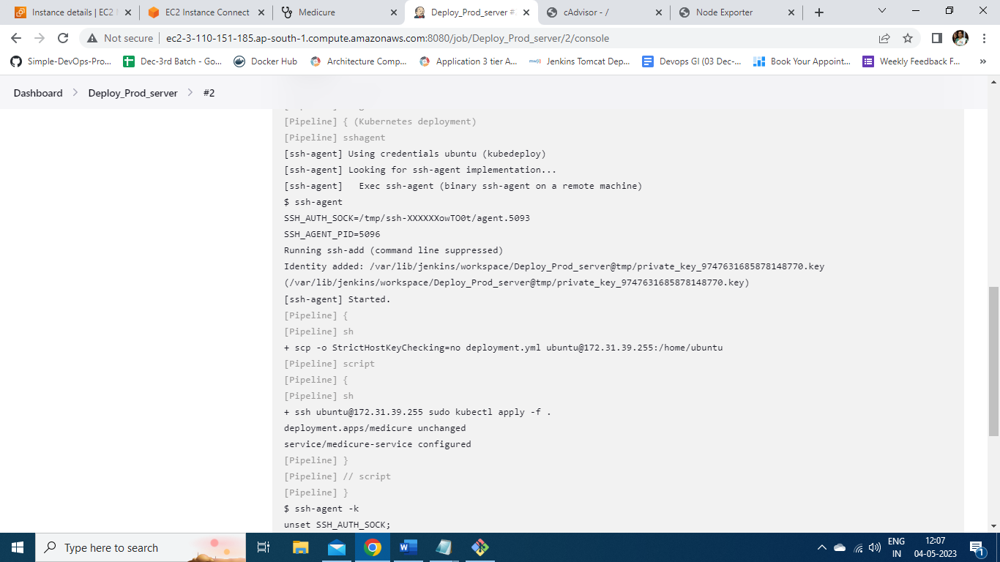 Instance details | EC2
EC2 Instance Connect
Medicure
Deploy_Prod_server #
cAdvisor - /
Node Exporter
Not secure
ec2-3-110-151-185.ap-south-1.compute.amazonaws.com:8080/job/Deploy_Prod_server/2/console
Simple-DevOps-Pro...
Dec-3rd Batch - Go...
Docker Hub
Architecture Comp...
Application 3 tier A...
Jenkins Tomcat Dep...
Devops GI (03 Dec-...
Book Your Appoint...
Weekly Feedback F...
»
Dashboard > Deploy_Prod_server > #2
[Pipeline] { (Kubernetes deployment)
[Pipeline] sshagent
[ssh-agent] Using credentials ubuntu (kubedeploy)
[ssh-agent] Looking for ssh-agent implementation...
[ssh-agent]   Exec ssh-agent (binary ssh-agent on a remote machine)
$ ssh-agent
SSH_AUTH_SOCK=/tmp/ssh-XXXXXXowTO0t/agent.5093
SSH_AGENT_PID=5096
Running ssh-add (command line suppressed)
Identity added: /var/lib/jenkins/workspace/Deploy_Prod_server@tmp/private_key_9747631685878148770.key
(/var/lib/jenkins/workspace/Deploy_Prod_server@tmp/private_key_9747631685878148770.key)
[ssh-agent] Started.
[Pipeline] {
[Pipeline] sh
+ scp -o StrictHostKeyChecking=no deployment.yml ubuntu@172.31.39.255:/home/ubuntu
[Pipeline] script
[Pipeline] {
[Pipeline] sh
+ ssh ubuntu@172.31.39.255 sudo kubectl apply -f .
deployment.apps/medicure unchanged
service/medicure-service configured
[Pipeline] }
[Pipeline] // script
[Pipeline] }
$ ssh-agent -k
unset SSH_AUTH_SOCK;
Type here to search
ENG
IN
12:07
04-05-2023
1